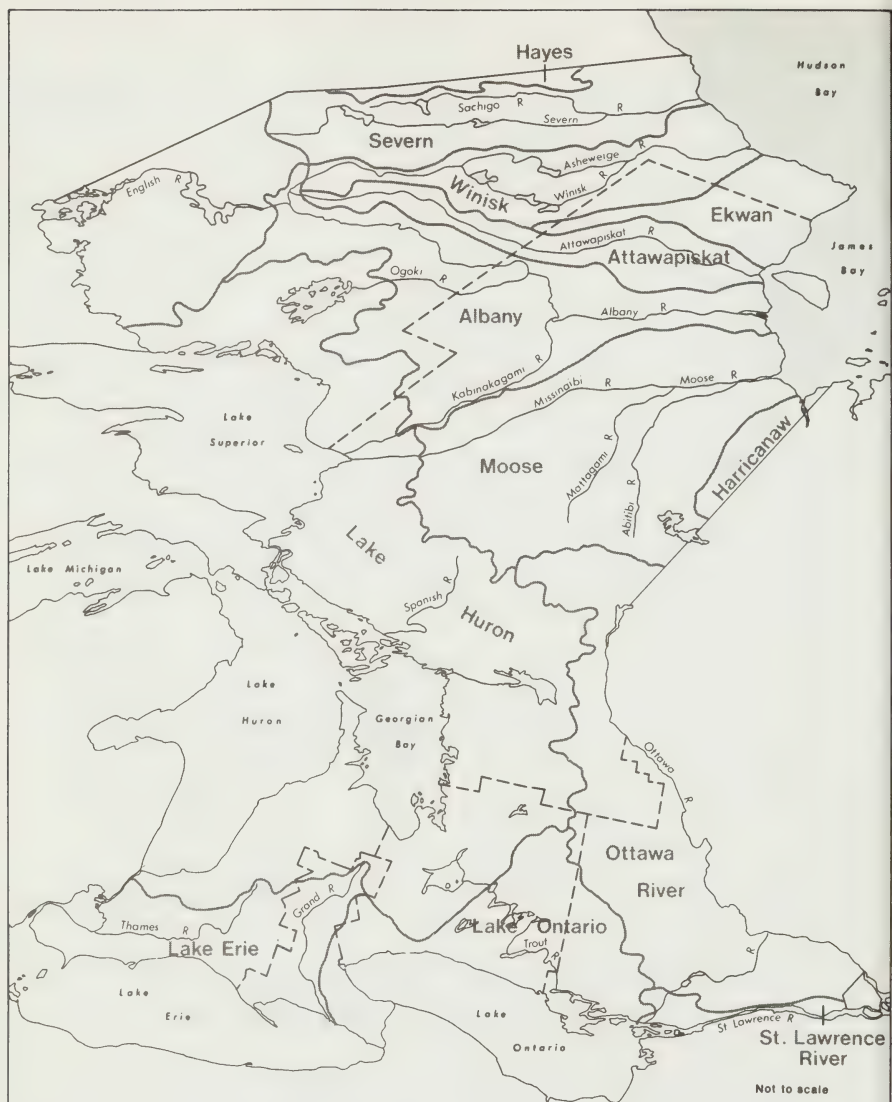 Hayes
Hudson
Bay
Sachigo R
Severn R
Severn
Asheweige R
English R
Winisk
Winisk R
Ekwan
Attawapiskat R
Attawapiskat
James
Bay
Ogoki R
Albany
Albany R
Kabinakagami R
Missinaibi R
Moose R
Lake
Superior
Moose
Mattagami R
Abitibi R
Harricanaw
Lake Michigan
Lake
Huron
Spanish R
Lake
Huron
Georgian
Bay
Ottawa R
Ottawa
River
Grand R
Thames R
Lake Erie
Lake Ontario
Trout R
R
Lake
Erie
Lake
Ontario
St Lawrence R
St. Lawrence
River
Not to scale